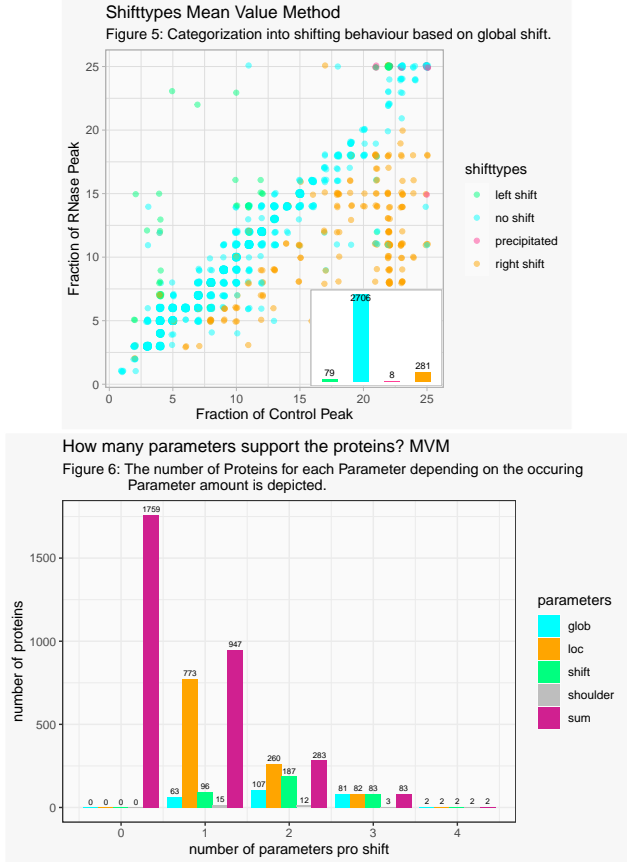 Shifttypes Mean Value Method
Figure 5: Categorization into shifting behaviour based on global shift.
25
20
15
10
5
0
Fraction of RNase Peak
0 5 10 15 20 25
Fraction of Control Peak
2706
79
8
281
shifttypes
left shift
no shift
precipitated
right shift
How many parameters support the proteins? MVM
Figure 6: The number of Proteins for each Parameter depending on the occuring
Parameter amount is depicted.
1500
1000
500
0
number of proteins
0 0 0 0 1759
63 773 96 15 947
107 260 187 12 283
81 82 83 3 83
2 2 2 2 2
0 1 2 3 4
number of parameters pro shift
parameters
glob
loc
shift
shoulder
sum